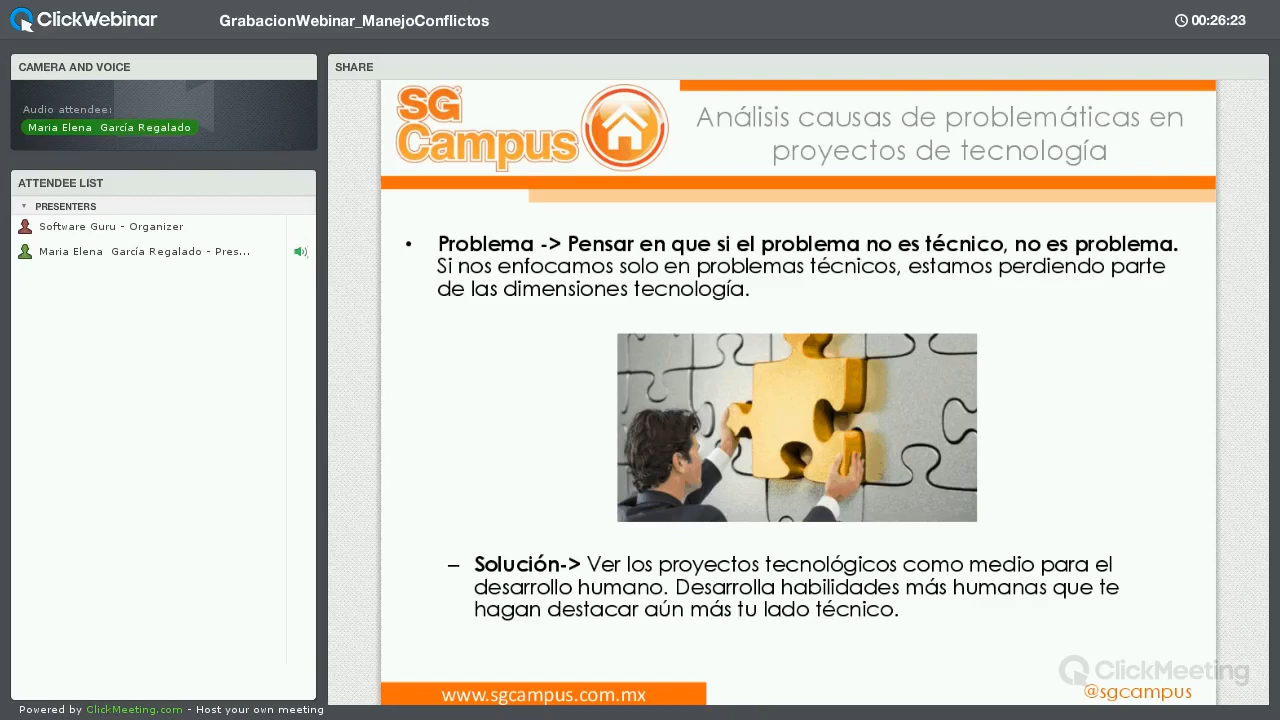 ClickWebinar
GrabacionWebinar_ManejoConflictos
00:26:23
CAMERA AND VOICE
Audio attendee:
Maria Elena García Regalado
ATTENDEE LIST
PRESENTERS
Software Guru - Organizer
Maria Elena García Regalado - Pres...
SHARE
SG
Campus
Análisis causas de problemáticas en
proyectos de tecnología
• Problema -> Pensar en que si el problema no es técnico, no es problema.
Si nos enfocamos solo en problemas técnicos, estamos perdiendo parte
de las dimensiones tecnología.
– Solución-> Ver los proyectos tecnológicos como medio para el
desarrollo humano. Desarrolla habilidades más humanas que te
hagan destacar aún más tu lado técnico.
ClickMeeting
www.sgcampus.com.mx
@sgcampus
Powered by ClickMeeting.com - Host your own meeting